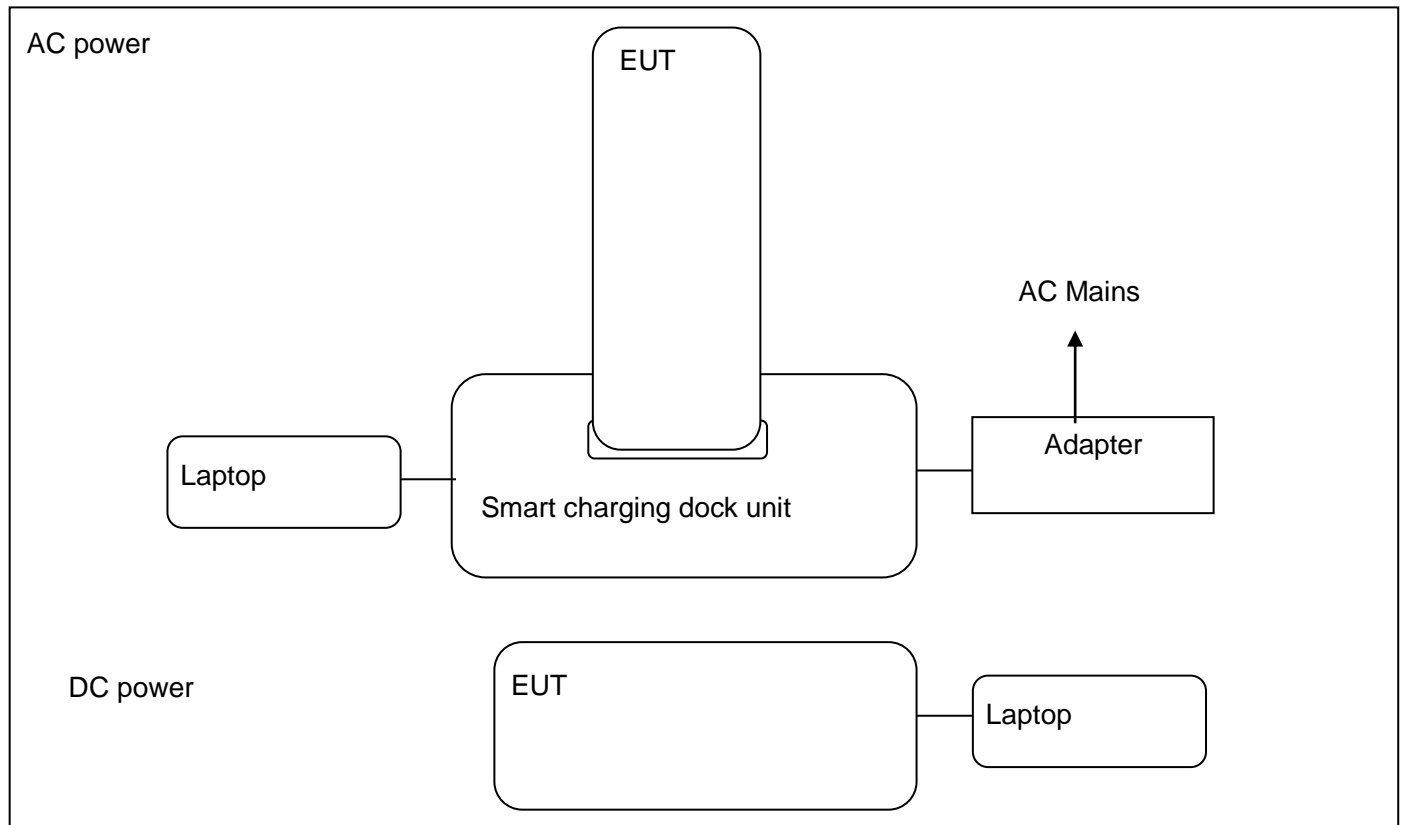 AC power
EUT
AC Mains
Adapter
Laptop
Smart charging dock unit
DC power
EUT
Laptop